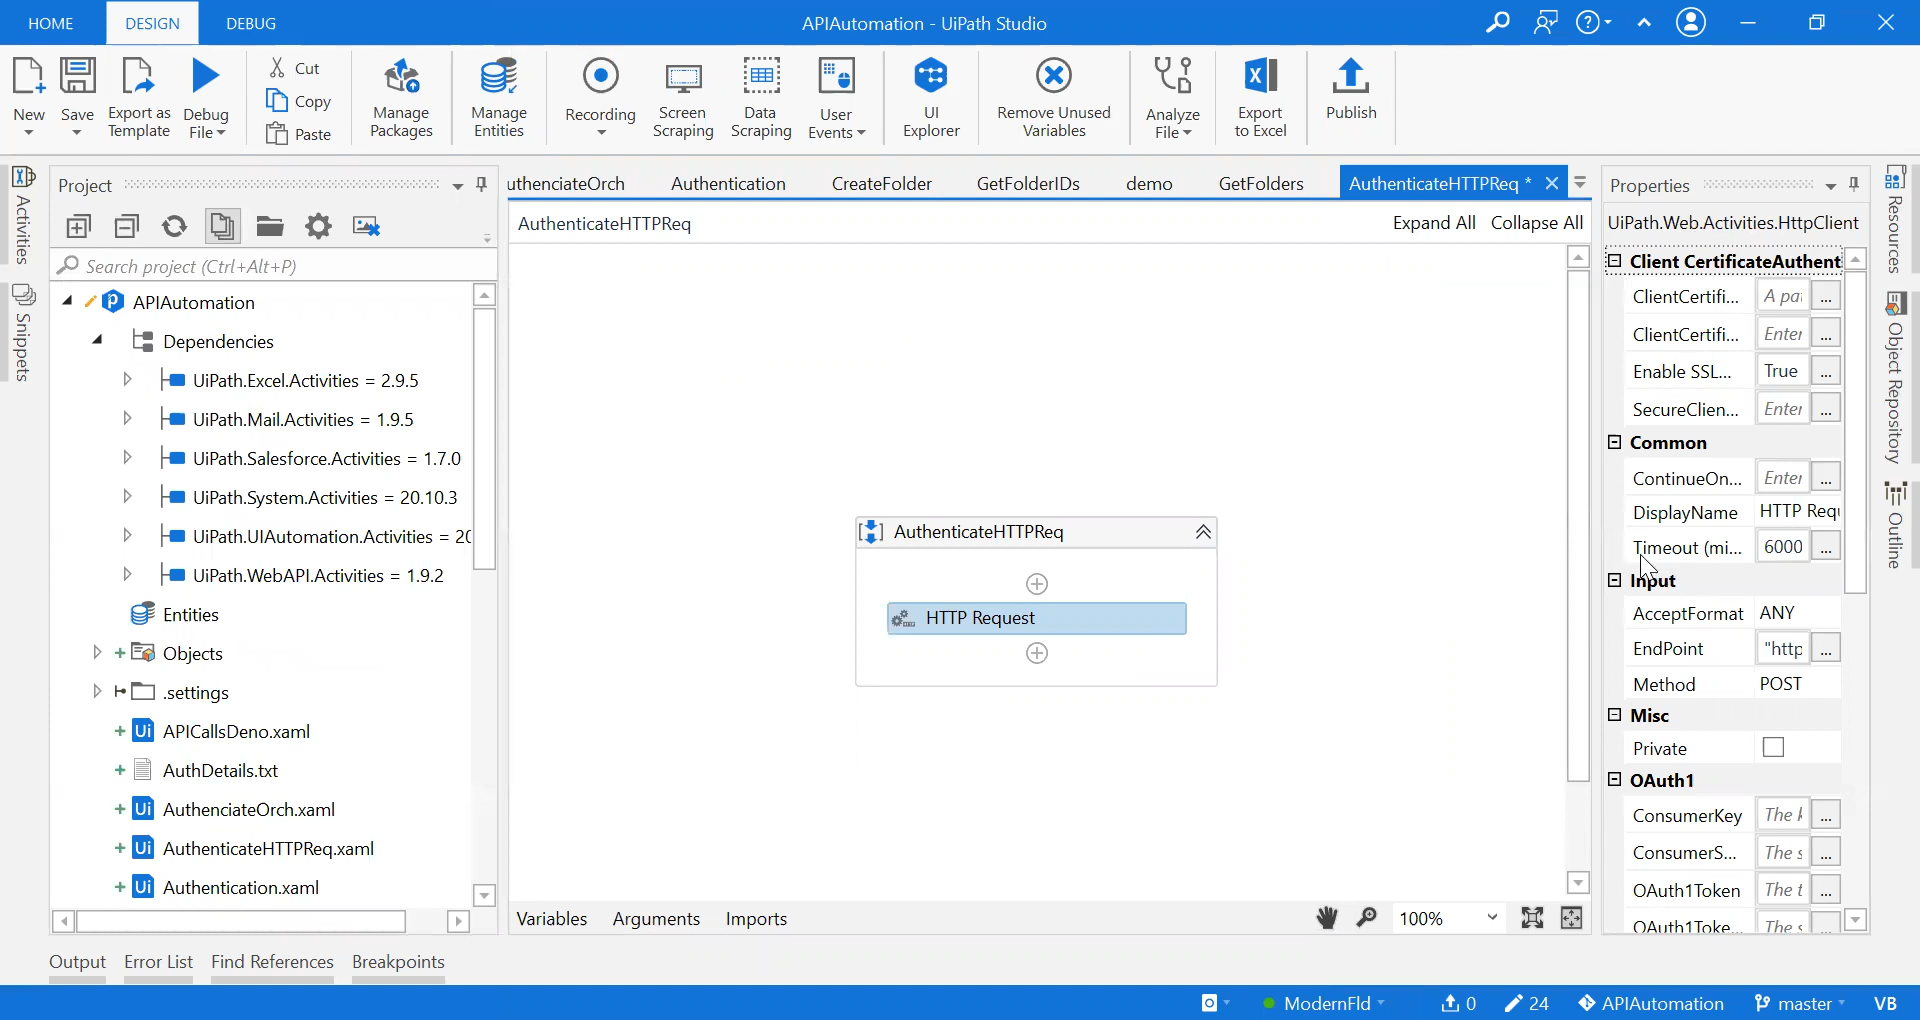 HOME DESIGN DEBUG APIAutomation - UiPath Studio
New Save Export as Template Debug File Cut Copy Paste Manage Packages Manage Entities Recording Screen Scraping Data Scraping User Events UI Explorer Remove Unused Variables Analyze File Export to Excel Publish
Activities
Snippets
Project
Search project (Ctrl+Alt+P)
APIAutomation
Dependencies
UiPath.Excel.Activities = 2.9.5
UiPath.Mail.Activities = 1.9.5
UiPath.Salesforce.Activities = 1.7.0
UiPath.System.Activities = 20.10.3
UiPath.UIAutomation.Activities = 20
UiPath.WebAPI.Activities = 1.9.2
Entities
Objects
.settings
APICallsDeno.xaml
AuthDetails.txt
AuthenciateOrch.xaml
AuthenticateHTTPReq.xaml
Authentication.xaml
uthenciateOrch Authentication CreateFolder GetFolderIDs demo GetFolders AuthenticateHTTPReq *
AuthenticateHTTPReq Expand All Collapse All
AuthenticateHTTPReq
HTTP Request
Variables Arguments Imports 100%
Properties
UiPath.Web.Activities.HttpClient
Client CertificateAuthent
ClientCertifi... A pa ...
ClientCertifi... Enter ...
Enable SSL... True ...
SecureClien... Enter ...
Common
ContinueOn... Enter ...
DisplayName HTTP Requ
Timeout (mi... 6000 ...
Input
AcceptFormat ANY
EndPoint "http ...
Method POST
Misc
Private
OAuth1
ConsumerKey The k ...
ConsumerS... The s ...
OAuth1Token The t ...
OAuth1Toke... The s ...
Resources
Object Repository
Outline
Output Error List Find References Breakpoints
ModernFld 0 24 APIAutomation master VB